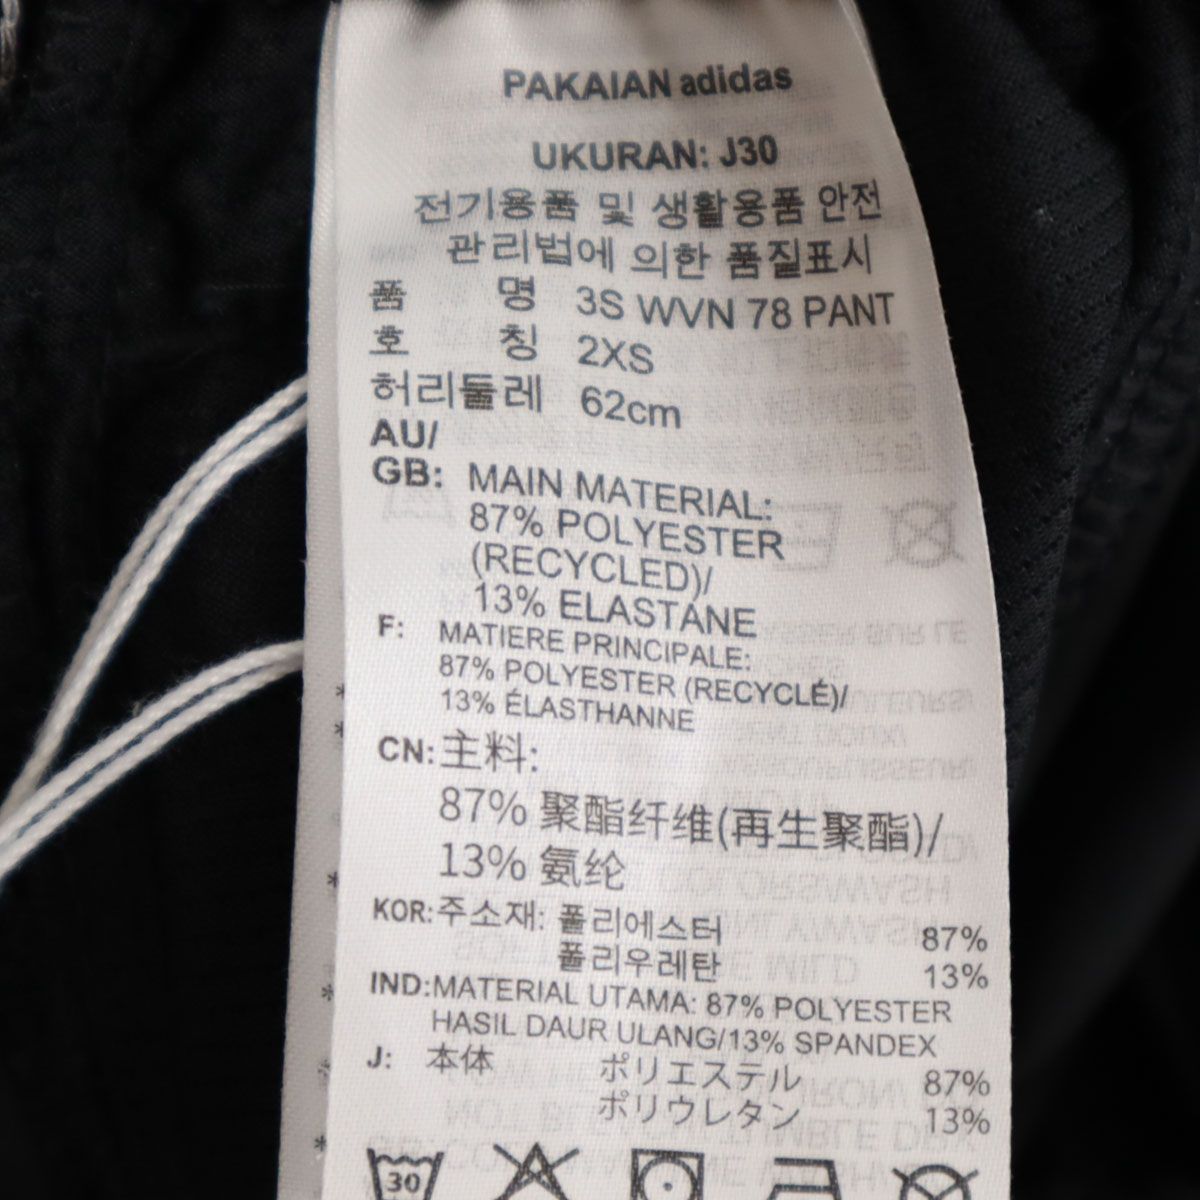 PAKAIAN adidas
UKURAN: J30
전기용품 및 생활용품 안전
관리법에 의한 품질표시
품 명 3S WVN 78 PANT
호 칭 2XS
허리둘레 62cm
AU/
GB: MAIN MATERIAL:
87% POLYESTER
(RECYCLED)/
13% ELASTANE
F: MATIERE PRINCIPALE:
87% POLYESTER (RECYCLÉ)/
13% ÉLASTHANNE
CN: 主料:
87% 聚酯纤维(再生聚酯)/
13% 氨纶
KOR: 주소재: 폴리에스터 87%
폴리우레탄 13%
IND: MATERIAL UTAMA: 87% POLYESTER
HASIL DAUR ULANG/13% SPANDEX
J: 本体 ポリエステル 87%
ポリウレタン 13%
30